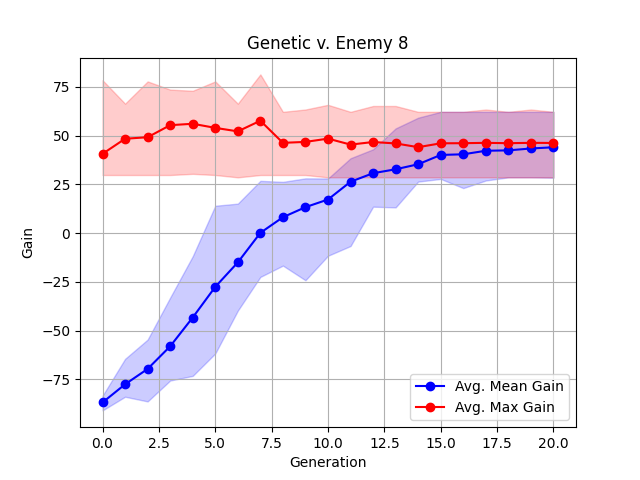 Genetic v. Enemy 8
Gain
75
50
25
0
−25
−50
−75
0.0 2.5 5.0 7.5 10.0 12.5 15.0 17.5 20.0
Generation
Avg. Mean Gain
Avg. Max Gain